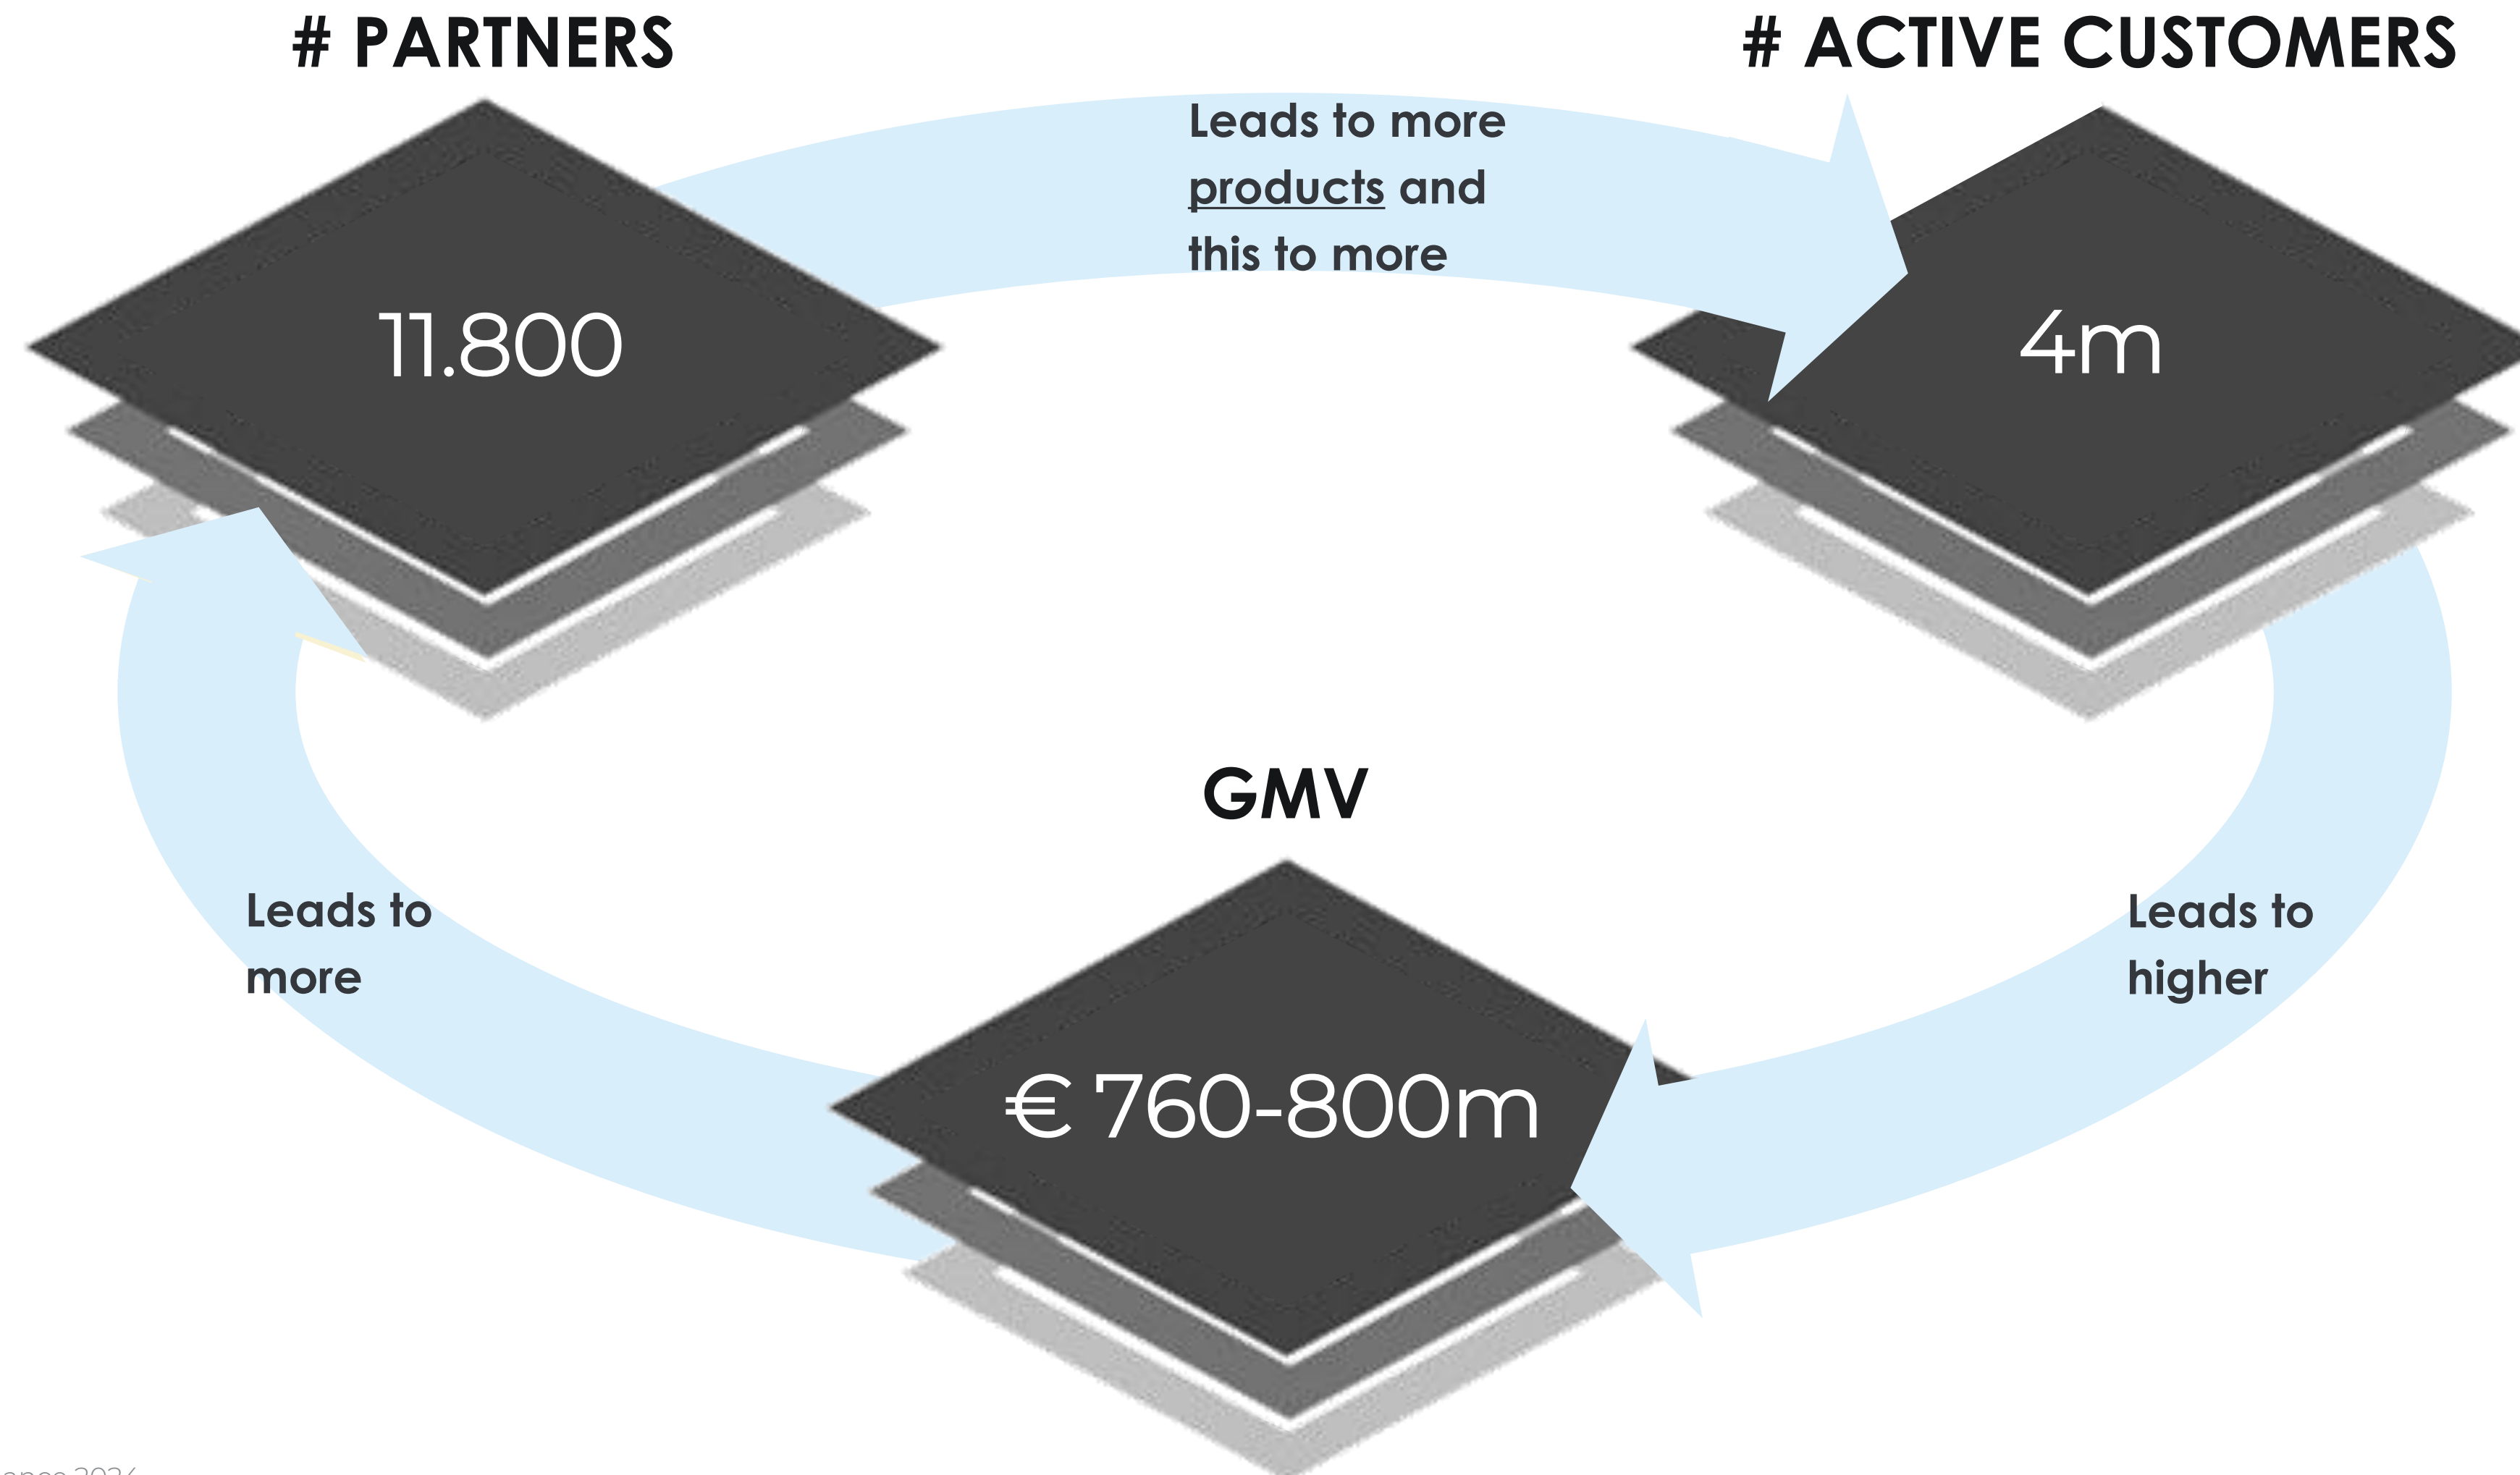 # PARTNERS
# ACTIVE CUSTOMERS
Leads to more
products and
this to more
11.800
4m
GMV
Leads to
more
Leads to
higher
€ 760-800m
2024